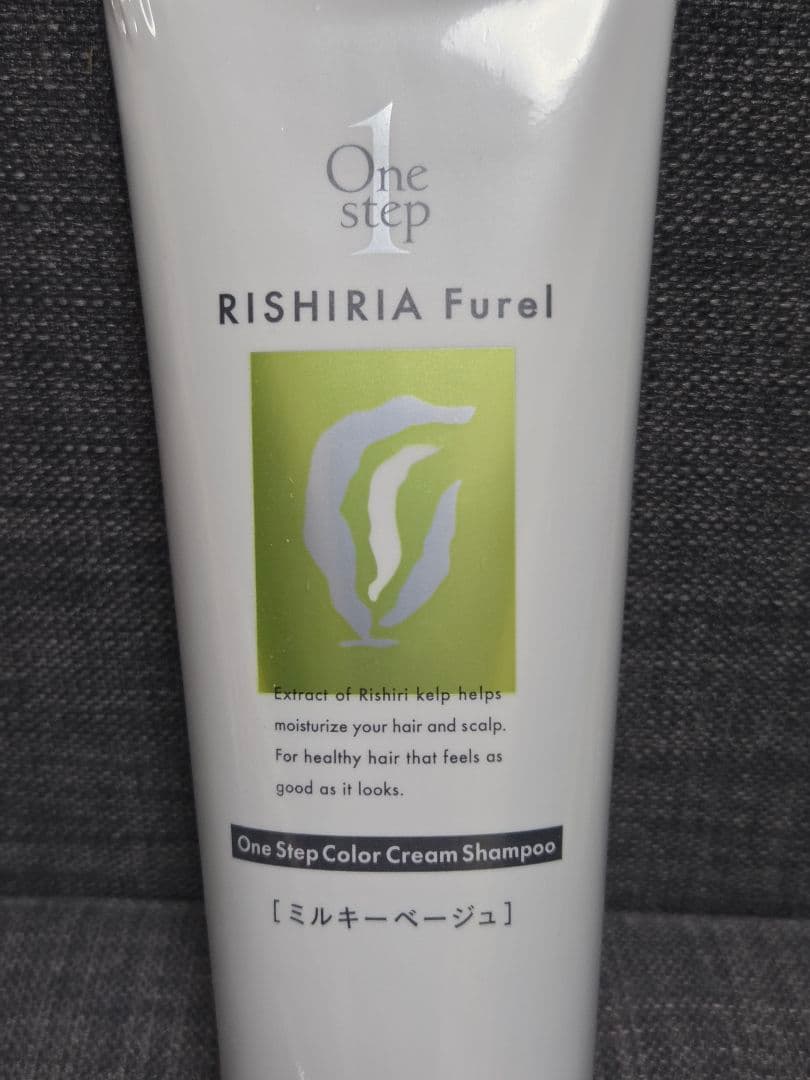 1
One
step
RISHIRIA Furel
Extract of Rishiri kelp helps
moisturize your hair and scalp.
For healthy hair that feels as
good as it looks.
One Step Color Cream Shampoo
[ミルキーベージュ]